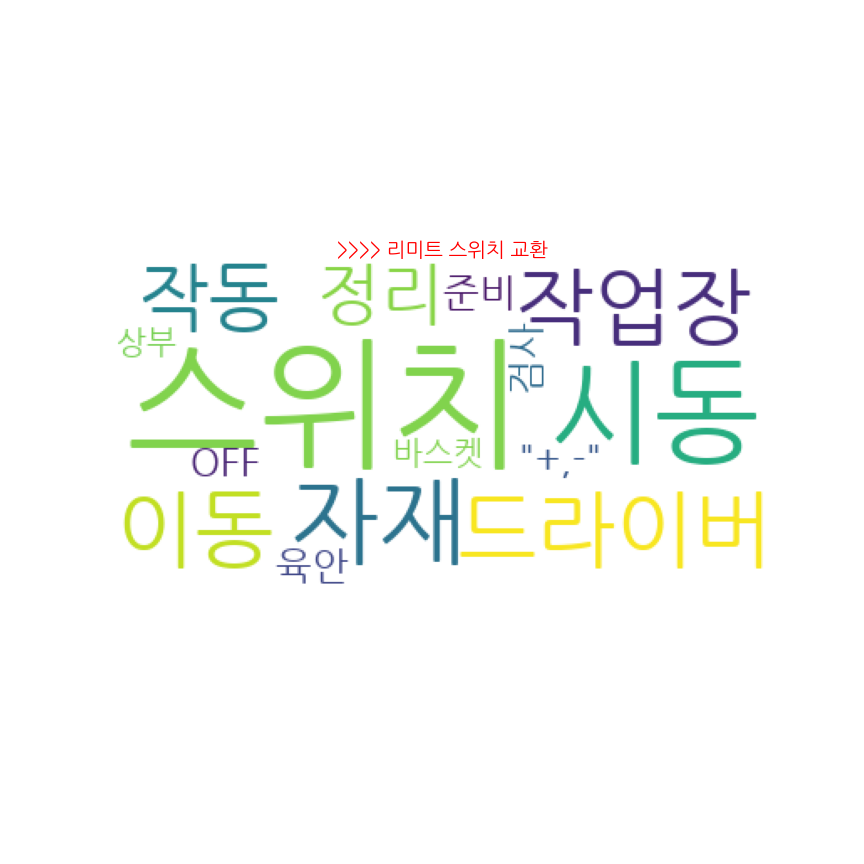 >>>> 리미트 스위치 교환
작동 정리 준비 작업장
상부 검사
스위치 시동
OFF 바스켓 "+,-"
이동 자재 드라이버
육안